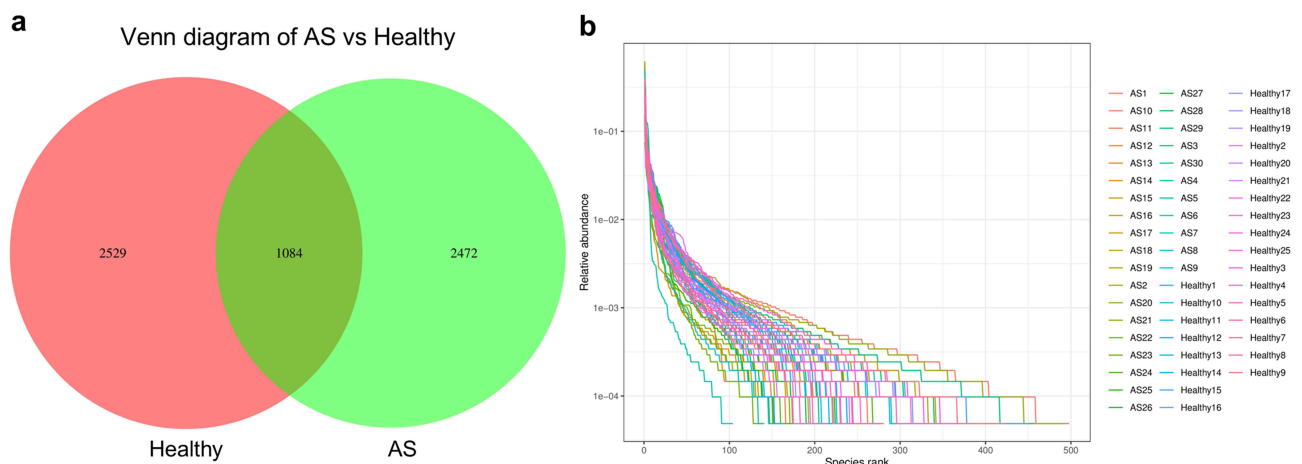 a
Venn diagram of AS vs Healthy
2529
1084
2472
Healthy
AS
b
Relative abundance
1e−01
1e−02
1e−03
1e−04
0
100
200
300
400
500
Species rank
AS1 AS27 Healthy17
AS10 AS28 Healthy18
AS11 AS29 Healthy19
AS12 AS3 Healthy2
AS13 AS30 Healthy20
AS14 AS4 Healthy21
AS15 AS5 Healthy22
AS16 AS6 Healthy23
AS17 AS7 Healthy24
AS18 AS8 Healthy25
AS19 AS9 Healthy3
AS2 Healthy1 Healthy4
AS20 Healthy10 Healthy5
AS21 Healthy11 Healthy6
AS22 Healthy12 Healthy7
AS23 Healthy13 Healthy8
AS24 Healthy14 Healthy9
AS25 Healthy15
AS26 Healthy16